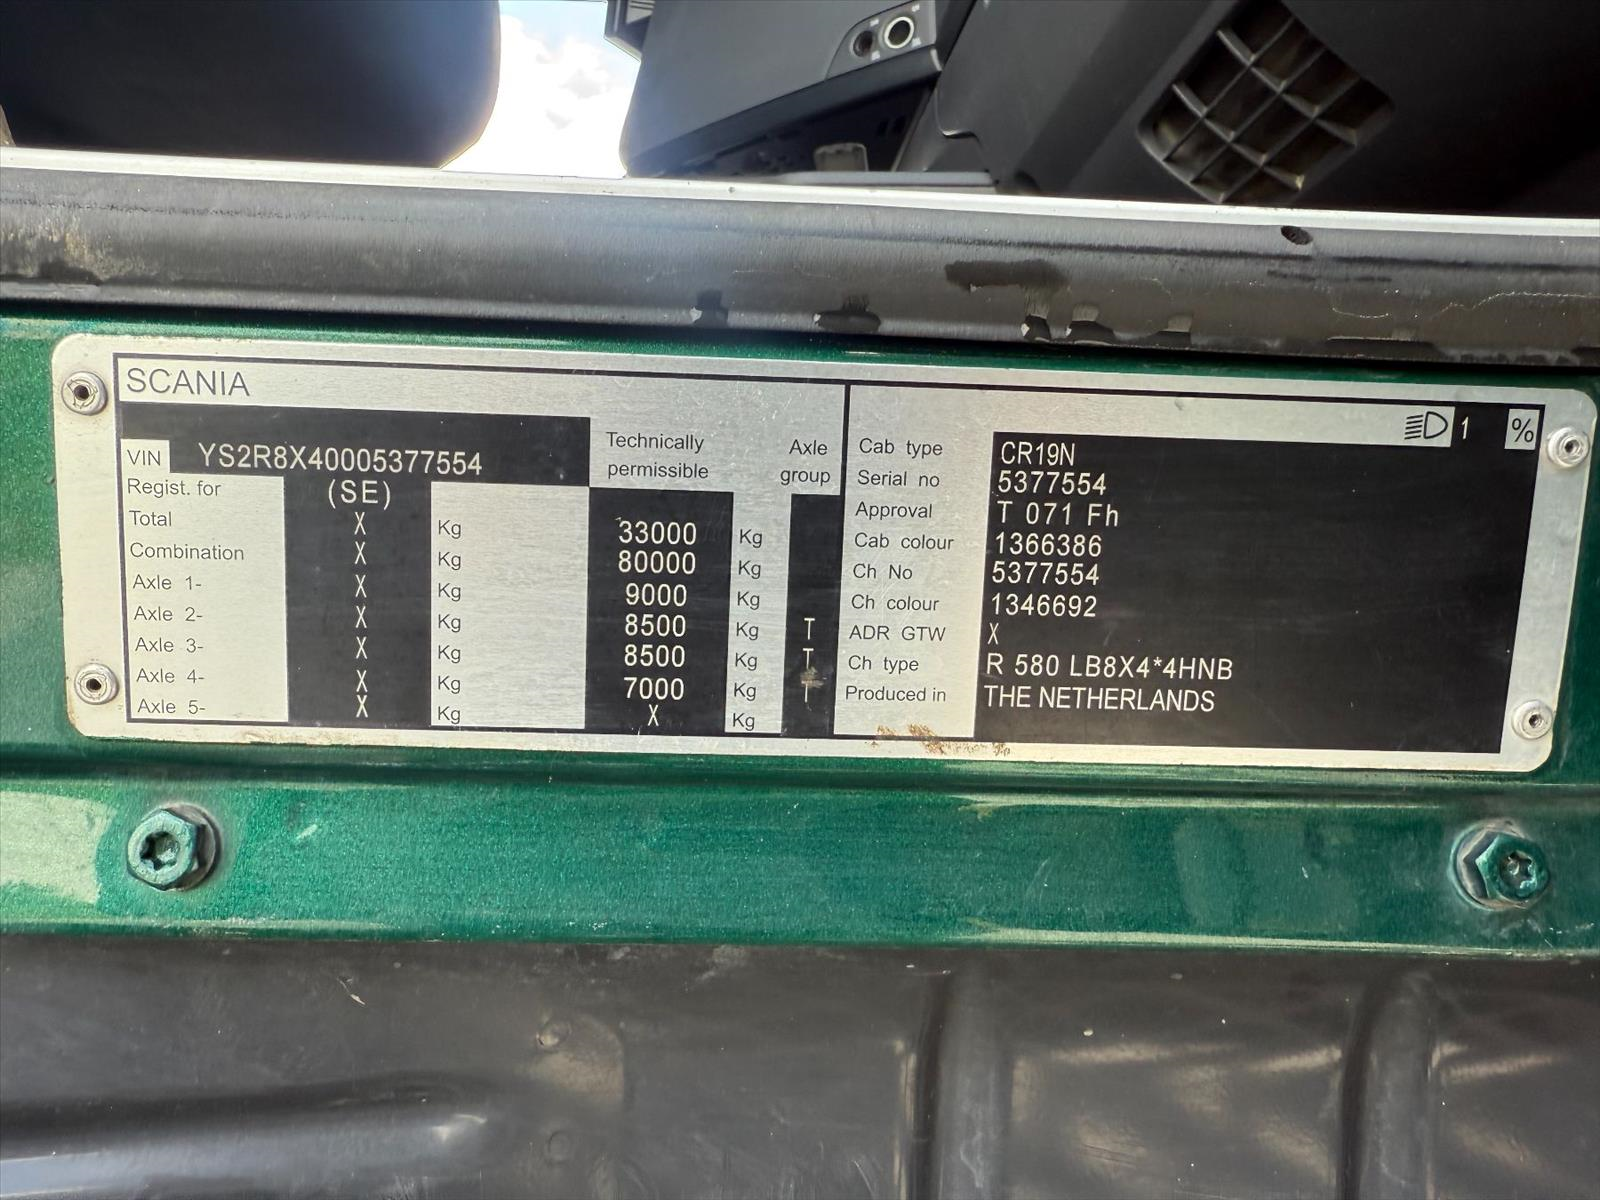 SCANIA
VIN YS2R8X40005377554
Technically permissible
Axle group
Regist. for (SE)
Total X Kg 33000 Kg
Combination X Kg 80000 Kg
Axle 1- X Kg 9000 Kg
Axle 2- X Kg 8500 Kg T
Axle 3- X Kg 8500 Kg T
Axle 4- X Kg 7000 Kg T
Axle 5- X Kg X Kg
1 %
Cab type CR19N
Serial no 5377554
Approval T 071 Fh
Cab colour 1366386
Ch No 5377554
Ch colour 1346692
ADR GTW X
Ch type R 580 LB8X4*4HNB
Produced in THE NETHERLANDS